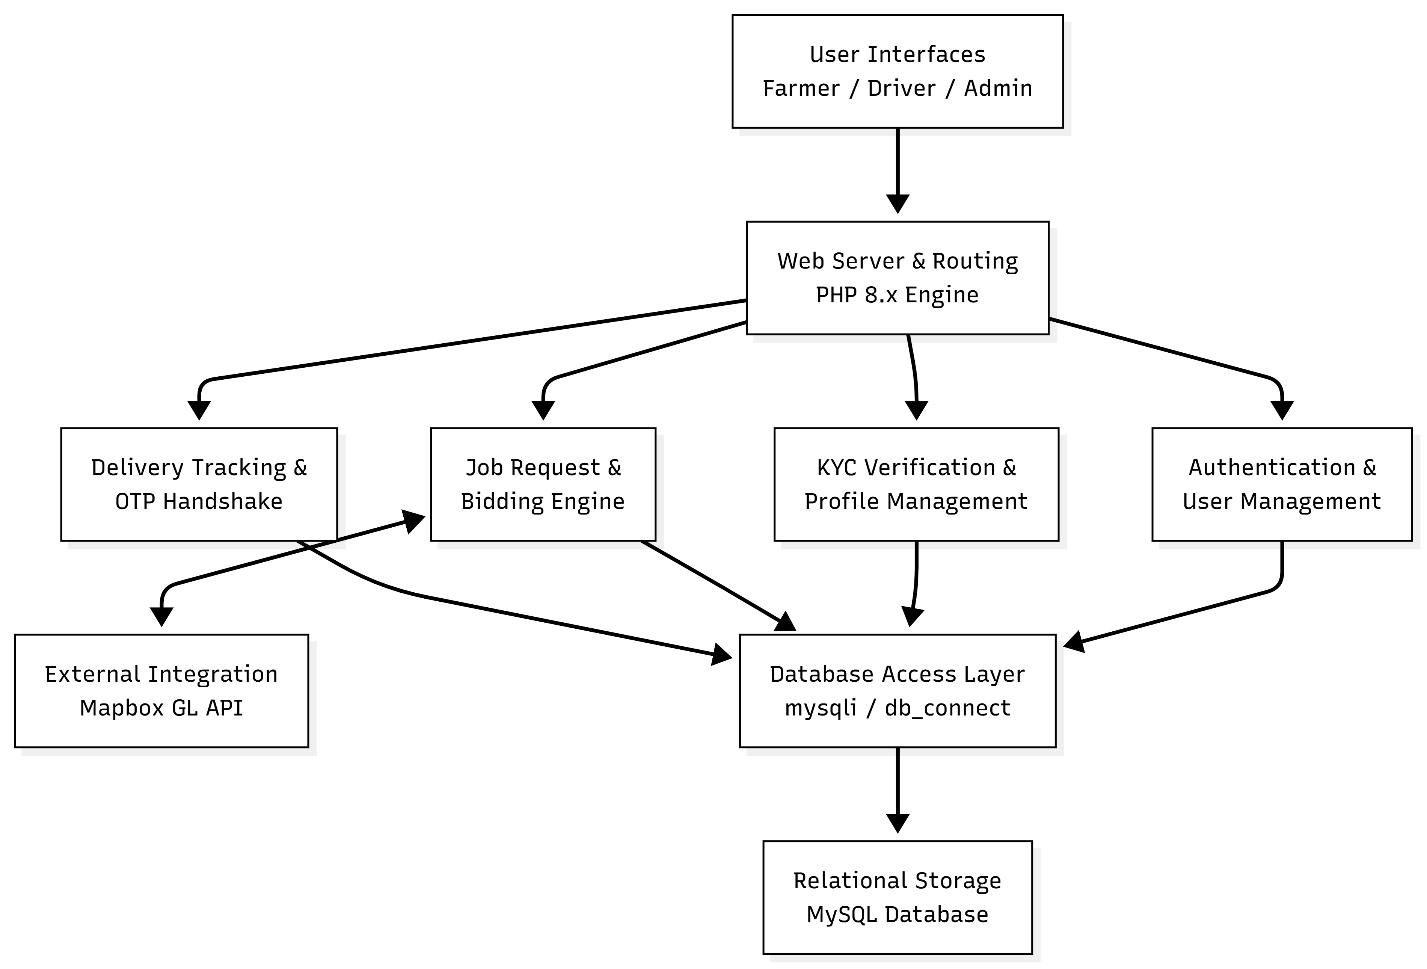 User Interfaces
Farmer / Driver / Admin
Web Server & Routing
PHP 8.x Engine
Delivery Tracking &
OTP Handshake
Job Request &
Bidding Engine
KYC Verification &
Profile Management
Authentication &
User Management
External Integration
Mapbox GL API
Database Access Layer
mysqli / db_connect
Relational Storage
MySQL Database